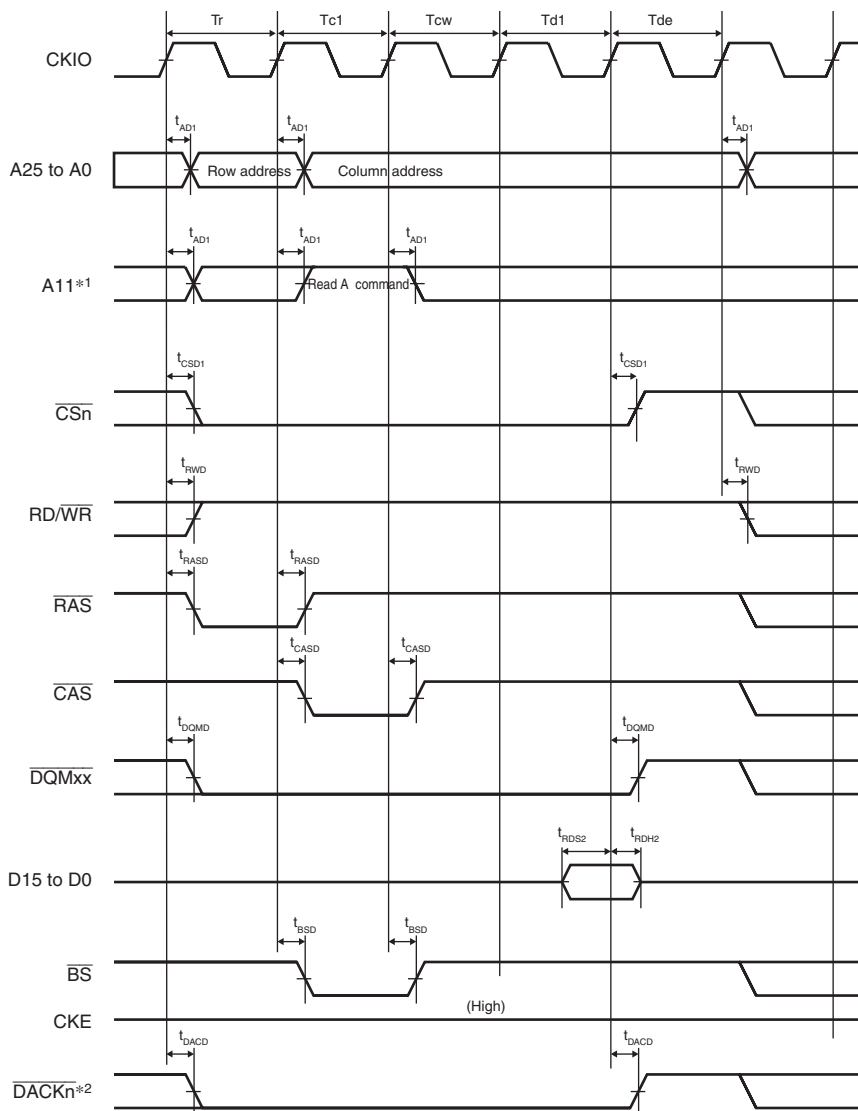 Tr Tc1 Tcw Td1 Tde
CKIO
tAD1 tAD1 tAD1
A25 to A0 Row address Column address
tAD1 tAD1 tAD1
A11*1 Read A command
tCSD1 tCSD1
CSn
tRWD tRWD
RD/WR
tRASD tRASD
RAS
tCASD tCASD
CAS
tDQMD tDQMD
DQMxx
tRDS2 tRDH2
D15 to D0
tBSD tBSD
BS
(High)
CKE
tDACD tDACD
DACKn*2